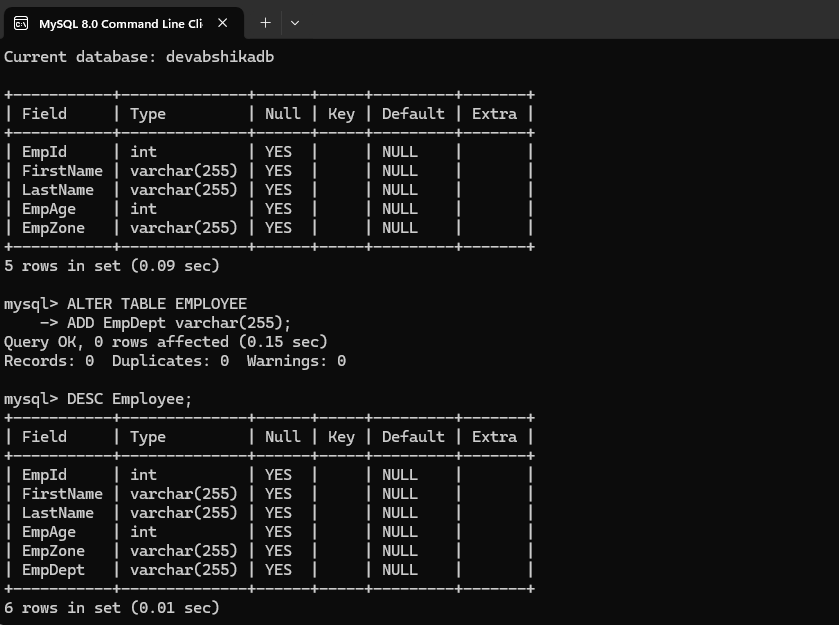 MySQL 8.0 Command Line Cli
Current database: devabshikadb
+-----------+--------------+------+-----+---------+-------+
| Field     | Type         | Null | Key | Default | Extra |
+-----------+--------------+------+-----+---------+-------+
| EmpId     | int          | YES  |     | NULL    |       |
| FirstName | varchar(255) | YES  |     | NULL    |       |
| LastName  | varchar(255) | YES  |     | NULL    |       |
| EmpAge    | int          | YES  |     | NULL    |       |
| EmpZone   | varchar(255) | YES  |     | NULL    |       |
+-----------+--------------+------+-----+---------+-------+
5 rows in set (0.09 sec)
mysql> ALTER TABLE EMPLOYEE
    -> ADD EmpDept varchar(255);
Query OK, 0 rows affected (0.15 sec)
Records: 0  Duplicates: 0  Warnings: 0
mysql> DESC Employee;
+-----------+--------------+------+-----+---------+-------+
| Field     | Type         | Null | Key | Default | Extra |
+-----------+--------------+------+-----+---------+-------+
| EmpId     | int          | YES  |     | NULL    |       |
| FirstName | varchar(255) | YES  |     | NULL    |       |
| LastName  | varchar(255) | YES  |     | NULL    |       |
| EmpAge    | int          | YES  |     | NULL    |       |
| EmpZone   | varchar(255) | YES  |     | NULL    |       |
| EmpDept   | varchar(255) | YES  |     | NULL    |       |
+-----------+--------------+------+-----+---------+-------+
6 rows in set (0.01 sec)